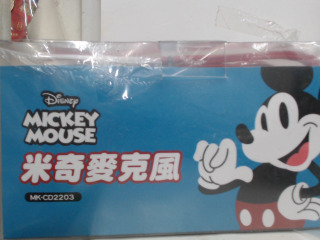 Disney
MICKEY
MOUSE
米奇麥克風
MK-CD2203